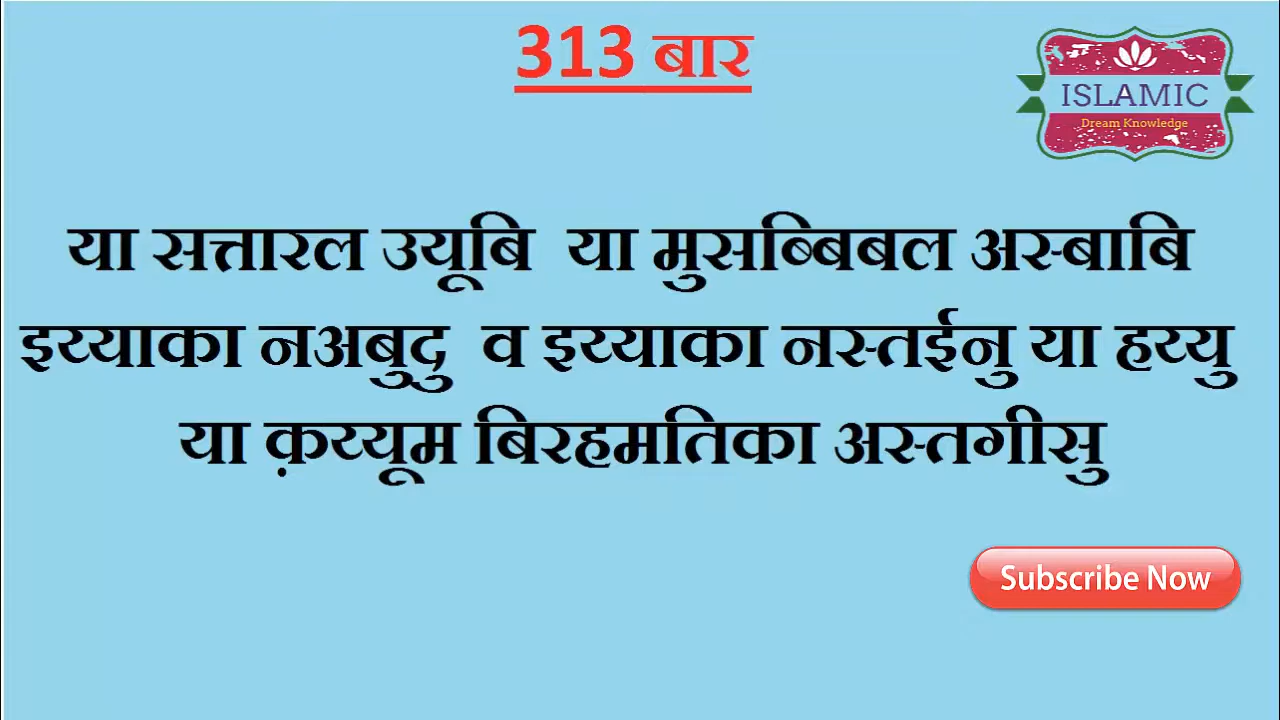 313 बार
ISLAMIC
Dream Knowledge
या सत्तारल उयूबि या मुसब्बिबल अस्बाबि
इय्याका नअबुदु व इय्याका नस्तईनु या हय्यु
या क़य्यूम बिरहमतिका अस्तगीसु
Subscribe Now